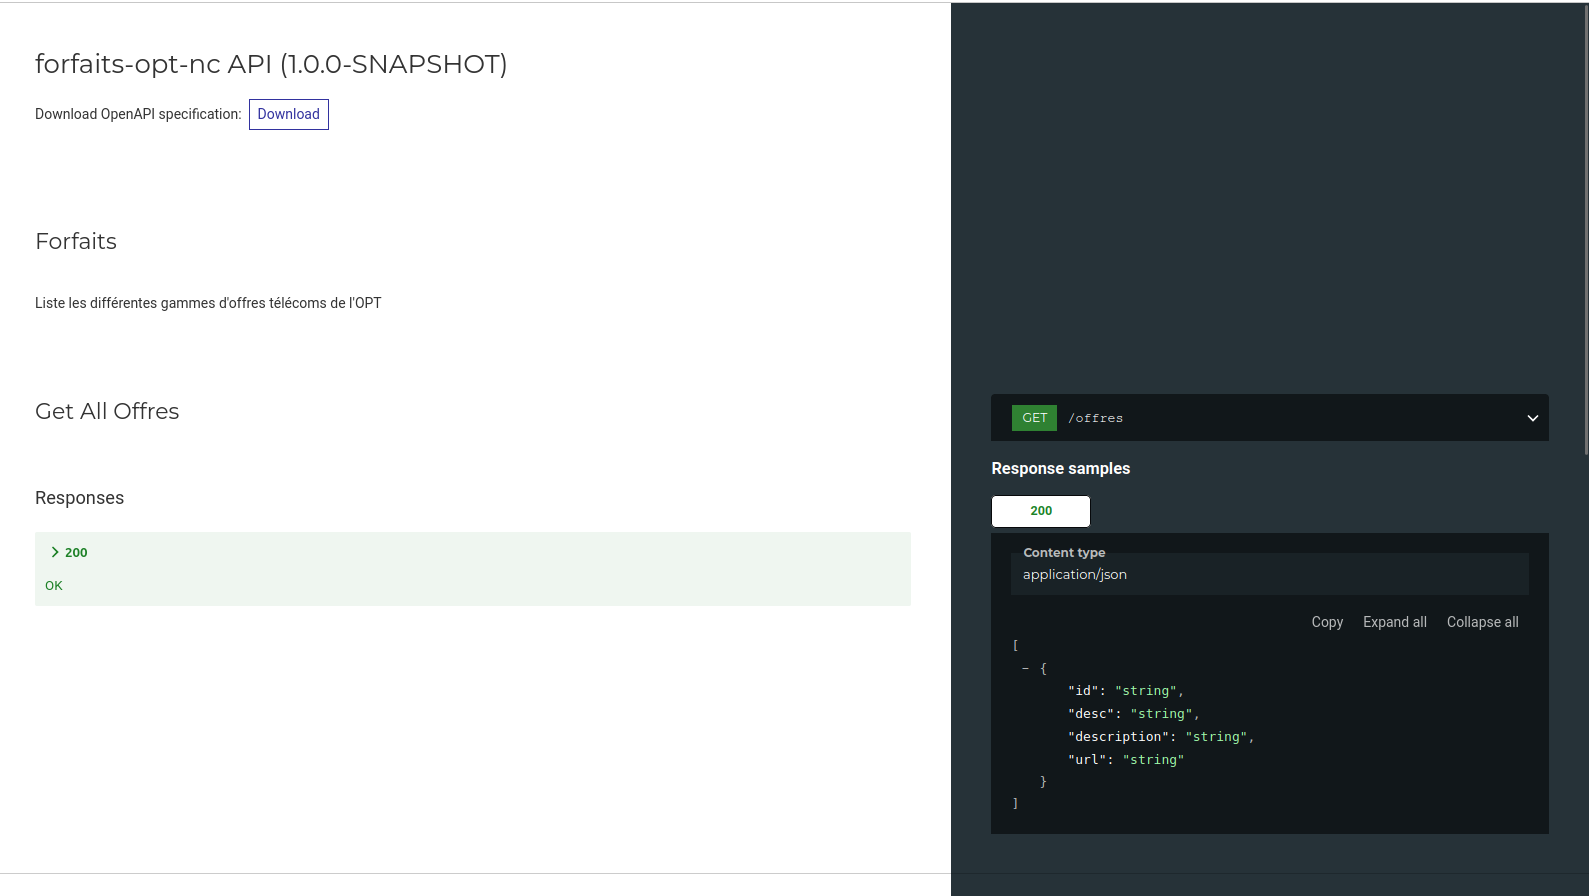 forfaits-opt-nc API (1.0.0-SNAPSHOT)
Download OpenAPI specification: Download
Forfaits
Liste les différentes gammes d'offres télécoms de l'OPT
Get All Offres
Responses
200
OK
GET /offres
Response samples
200
Content type
application/json
Copy Expand all Collapse all
[
- {
"id": "string",
"desc": "string",
"description": "string",
"url": "string"
}
]